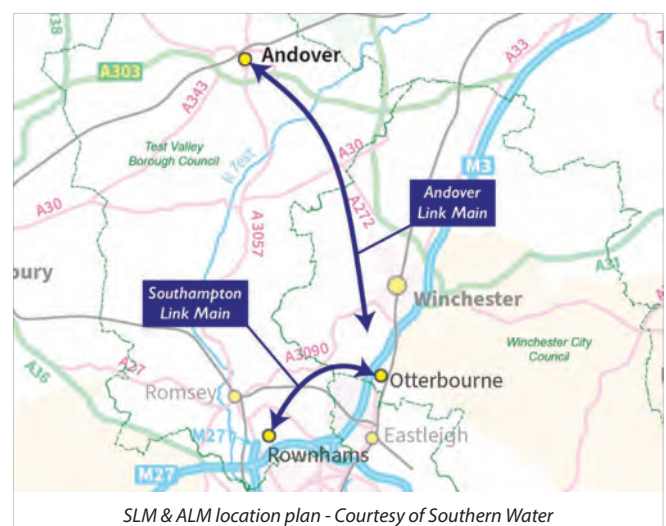 A338
Andover
A303
A343
A33
Test Valley
Borough Council
R Test
A30
M3
A30
A3057
A272
Andover
Link Main
A31
bury
Southampton
Link Main
Winchester
A36
A27
A3090
Winchester City
Council
Romsey
Otterbourne
M27
Eastleigh
Rownhams
M27
SLM & ALM location plan - Courtesy of Southern Water